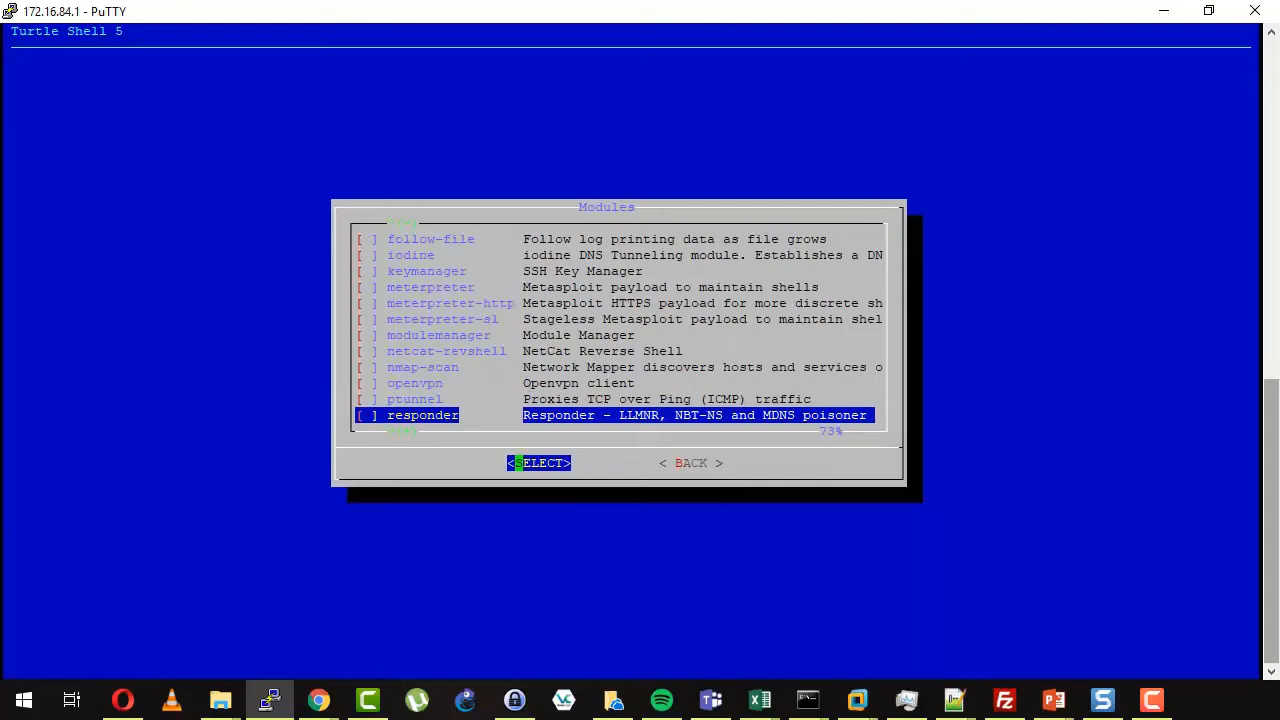 172.16.84.1 - PuTTY
Turtle Shell 5
Modules
[ ] follow-file Follow log printing data as file grows
[ ] iodine iodine DNS Tunneling module. Establishes a DN
[ ] keymanager SSH Key Manager
[ ] meterpreter Metasploit payload to maintain shells
[ ] meterpreter-http Metasploit HTTPS payload for more discrete sh
[ ] meterpreter-sl Stageless Metasploit payload to maintain shel
[ ] modulemanager Module Manager
[ ] netcat-revshell NetCat Reverse Shell
[ ] nmap-scan Network Mapper discovers hosts and services o
[ ] openvpn Openvpn client
[ ] ptunnel Proxies TCP over Ping (ICMP) traffic
[ ] responder Responder - LLMNR, NBT-NS and MDNS poisoner
73%
<SELECT> < BACK >